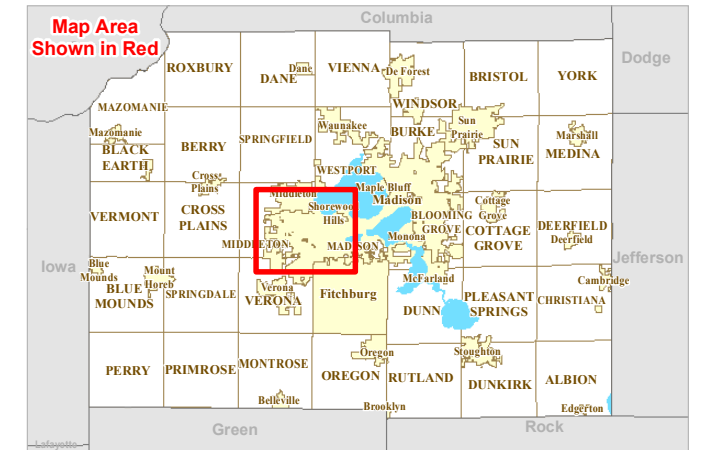 Map Area
Shown in Red
Columbia
Dodge
ROXBURY
Dane
DANE
VIENNA
De Forest
BRISTOL
YORK
MAZOMANIE
WINDSOR
Sun
Prairie
Mazomanie
BLACK
EARTH
BERRY
SPRINGFIELD
Waunakee
BURKE
SUN
PRAIRIE
Marshall
MEDINA
Cross
Plains
WESTPORT
Middleton
Maple Bluff
Madison
Shorewoo
Hills
Cottage
Grove
VERMONT
CROSS
PLAINS
BLOOMING
GROVE
COTTAGE
GROVE
DEERFIELD
Deerfield
MIDDLETON
MADISON
Monona
Iowa
Jefferson
Blue
Mounds
BLUE
MOUNDS
Mount
Horeb
SPRINGDALE
Verona
VERONA
Fitchburg
McFarland
DUNN
PLEASANT
SPRINGS
CHRISTIANA
Cambridge
PERRY
PRIMROSE
MONTROSE
Oregon
OREGON
RUTLAND
Stoughton
DUNKIRK
ALBION
Belleville
Brooklyn
Edgerton
Green
Rock
Lafayette